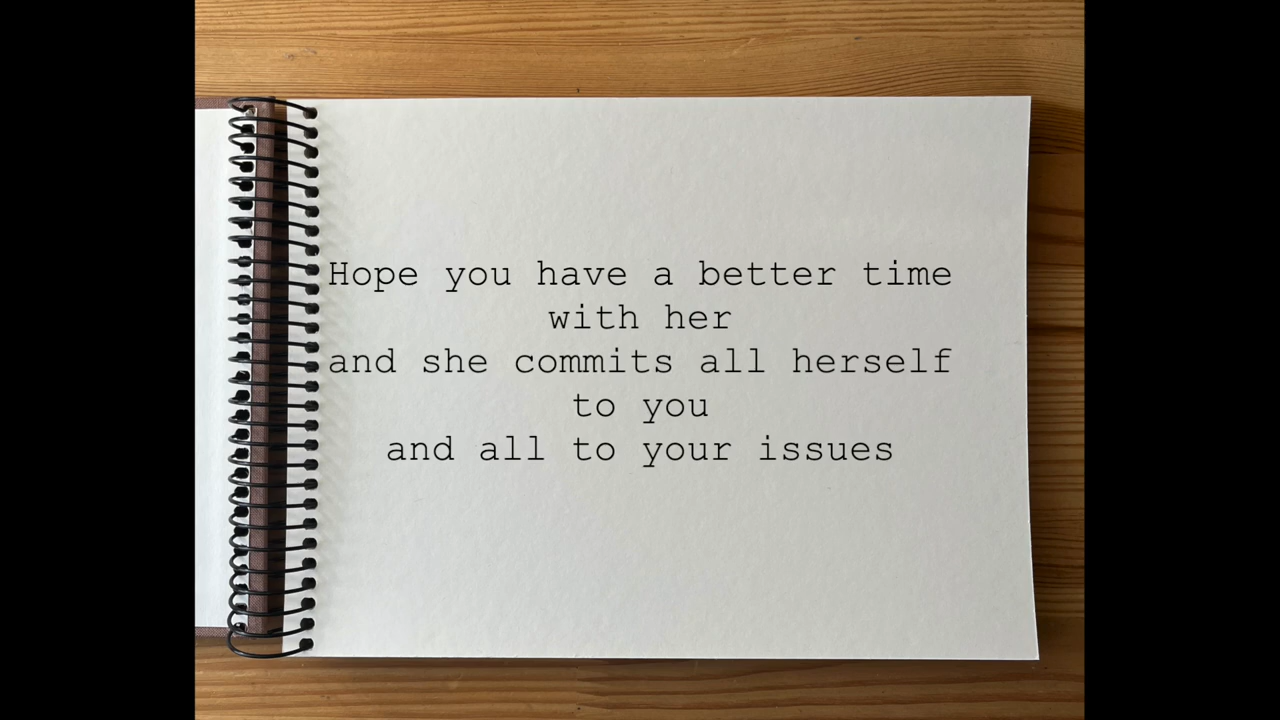 Hope you have a better time
with her
and she commits all herself
to you
and all to your issues